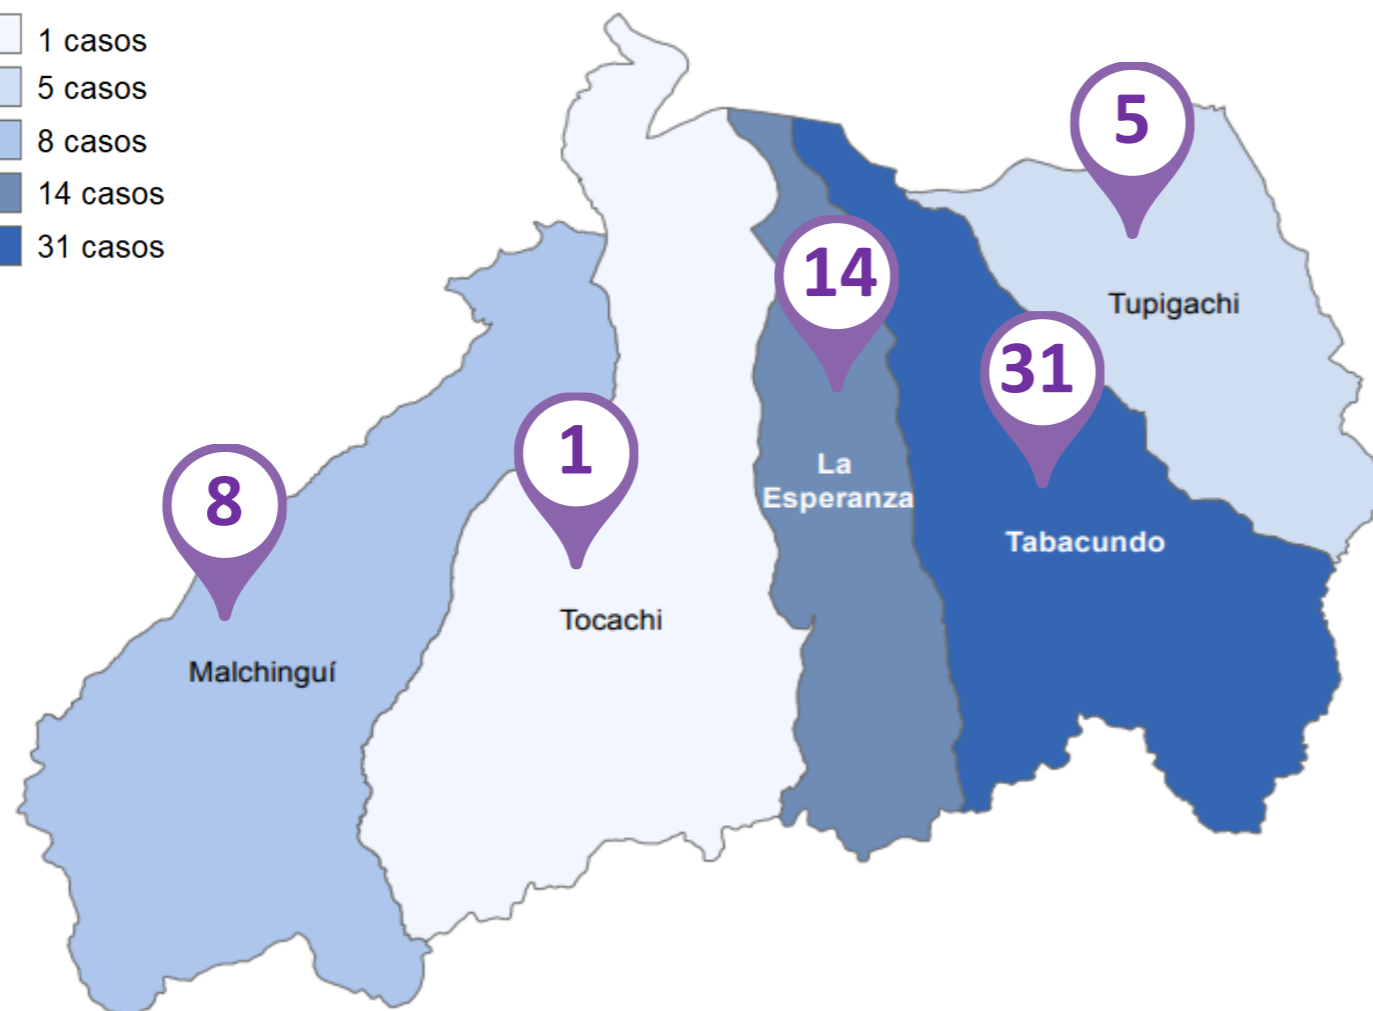 1 casos
5 casos
8 casos
14 casos
31 casos
5
14
Tupigachi
31
1
La
Esperanza
8
Tabacundo
Tocachi
Malchinguí